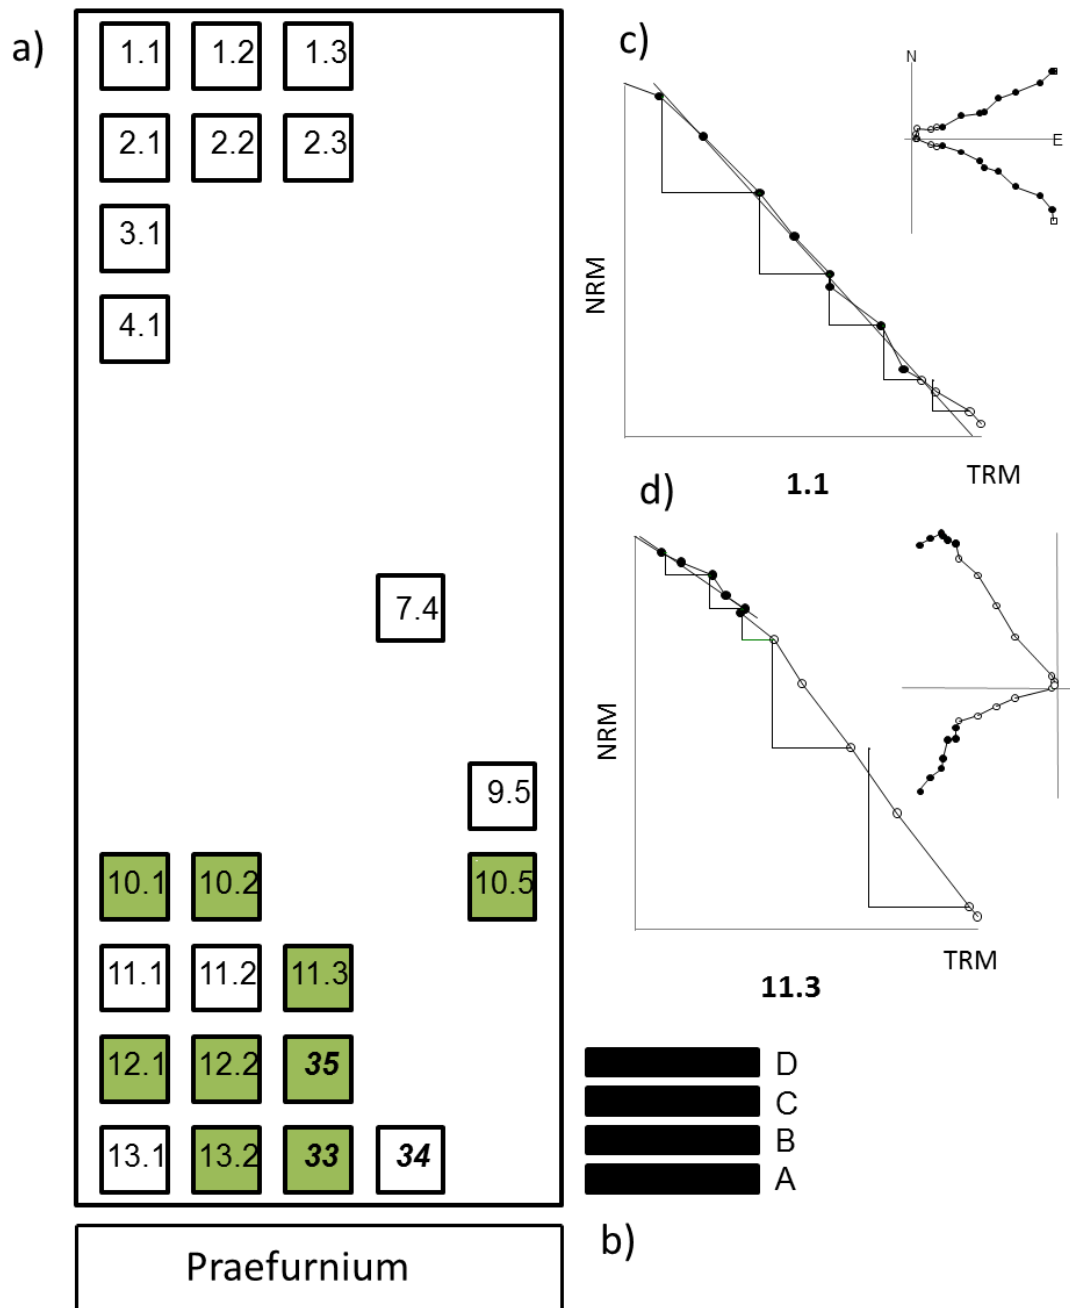 a)
1.1 1.2 1.3
2.1 2.2 2.3
3.1
4.1
7.4
9.5
10.1 10.2 10.5
11.1 11.2 11.3
12.1 12.2 35
13.1 13.2 33 34
Praefurnium
c)
N
E
NRM
TRM
1.1
d)
NRM
TRM
11.3
D
C
B
A
b)